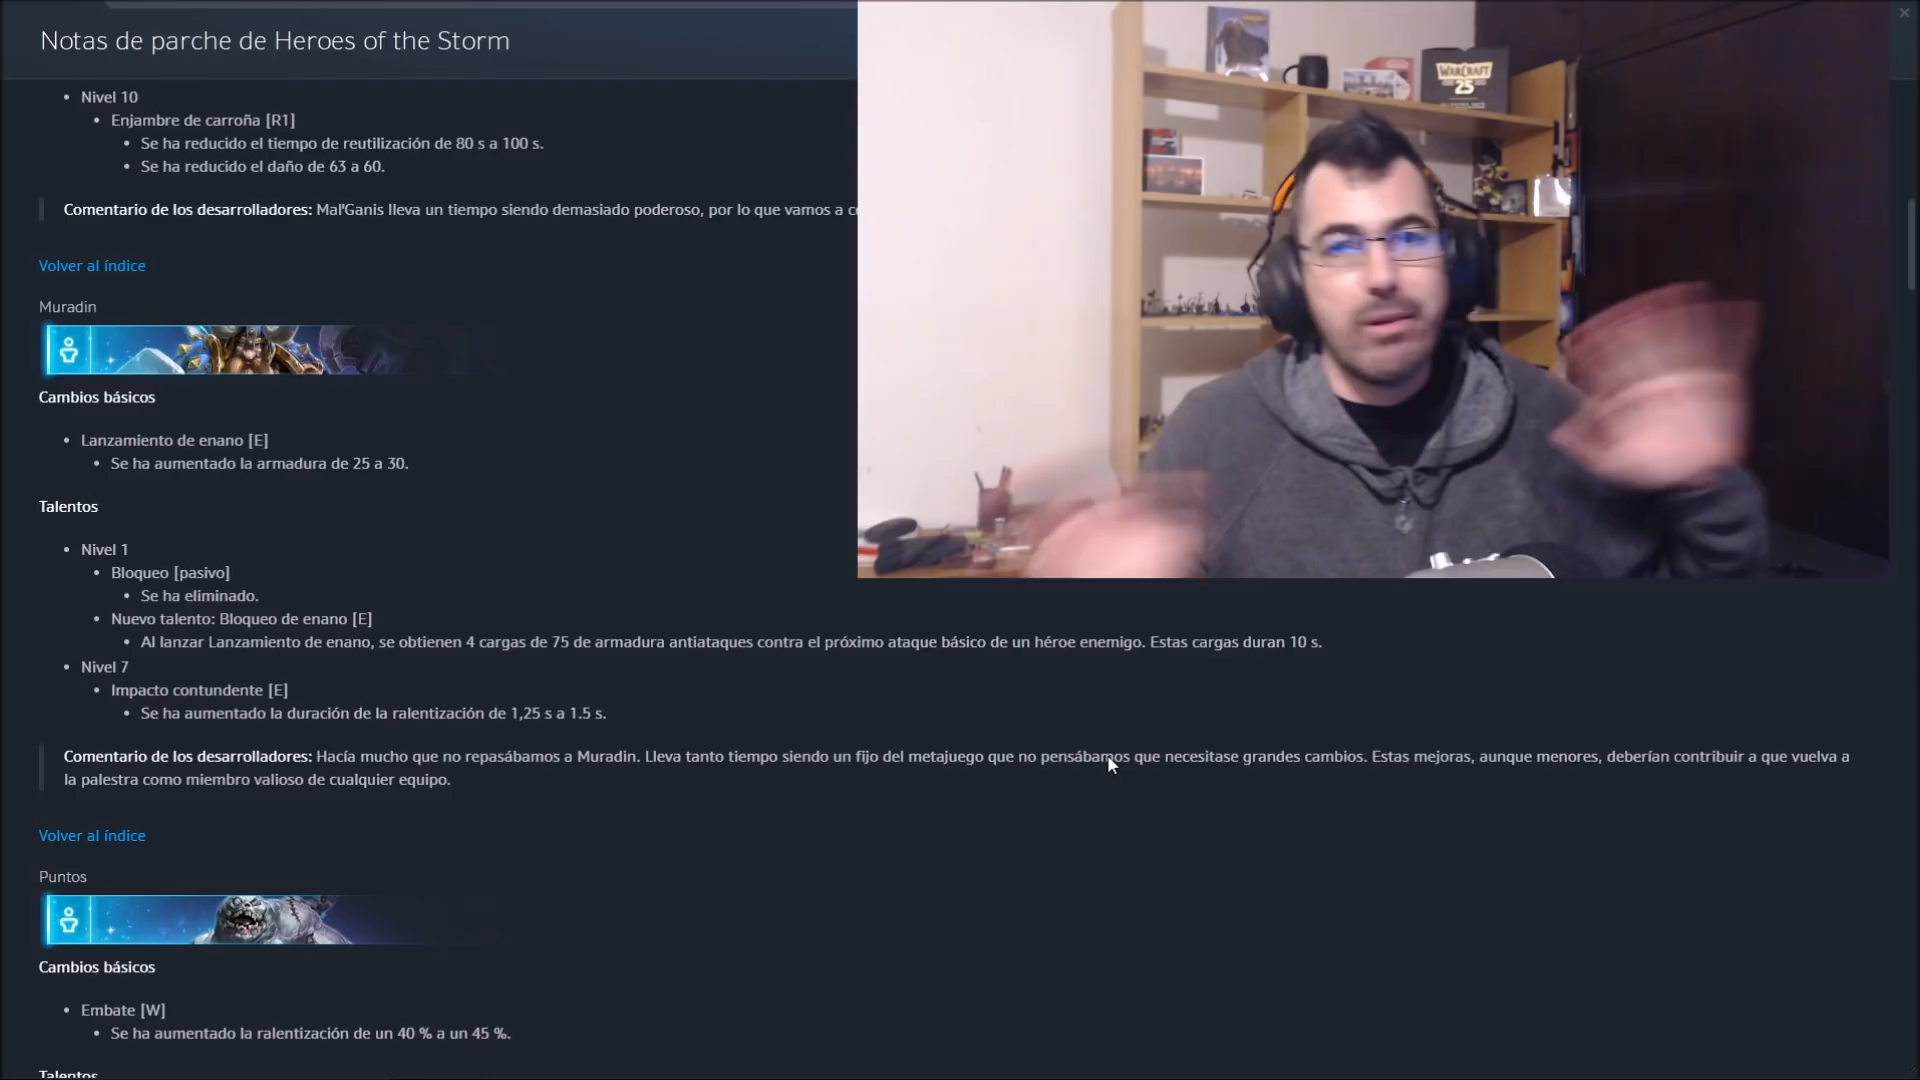 Notas de parche de Heroes of the Storm
Nivel 10
Enjambre de carroña [R1]
Se ha reducido el tiempo de reutilización de 80 s a 100 s.
Se ha reducido el daño de 63 a 60.
Comentario de los desarrolladores: Mal'Ganis lleva un tiempo siendo demasiado poderoso, por lo que vamos a
Volver al índice
Muradin
Cambios básicos
Lanzamiento de enano [E]
Se ha aumentado la armadura de 25 a 30.
Talentos
Nivel 1
Bloqueo [pasivo]
Se ha eliminado.
Nuevo talento: Bloqueo de enano [E]
Al lanzar Lanzamiento de enano, se obtienen 4 cargas de 75 de armadura antiataques contra el próximo ataque básico de un héroe enemigo. Estas cargas duran 10 s.
Nivel 7
Impacto contundente [E]
Se ha aumentado la duración de la ralentización de 1,25 s a 1.5 s.
Comentario de los desarrolladores: Hacía mucho que no repasábamos a Muradin. Lleva tanto tiempo siendo un fijo del metajuego que no pensábamos que necesitase grandes cambios. Estas mejoras, aunque menores, deberían contribuir a que vuelva a
la palestra como miembro valioso de cualquier equipo.
Volver al índice
Puntos
Cambios básicos
Embate [W]
Se ha aumentado la ralentización de un 40 % a un 45 %.
Talentos
WARCRAFT
25